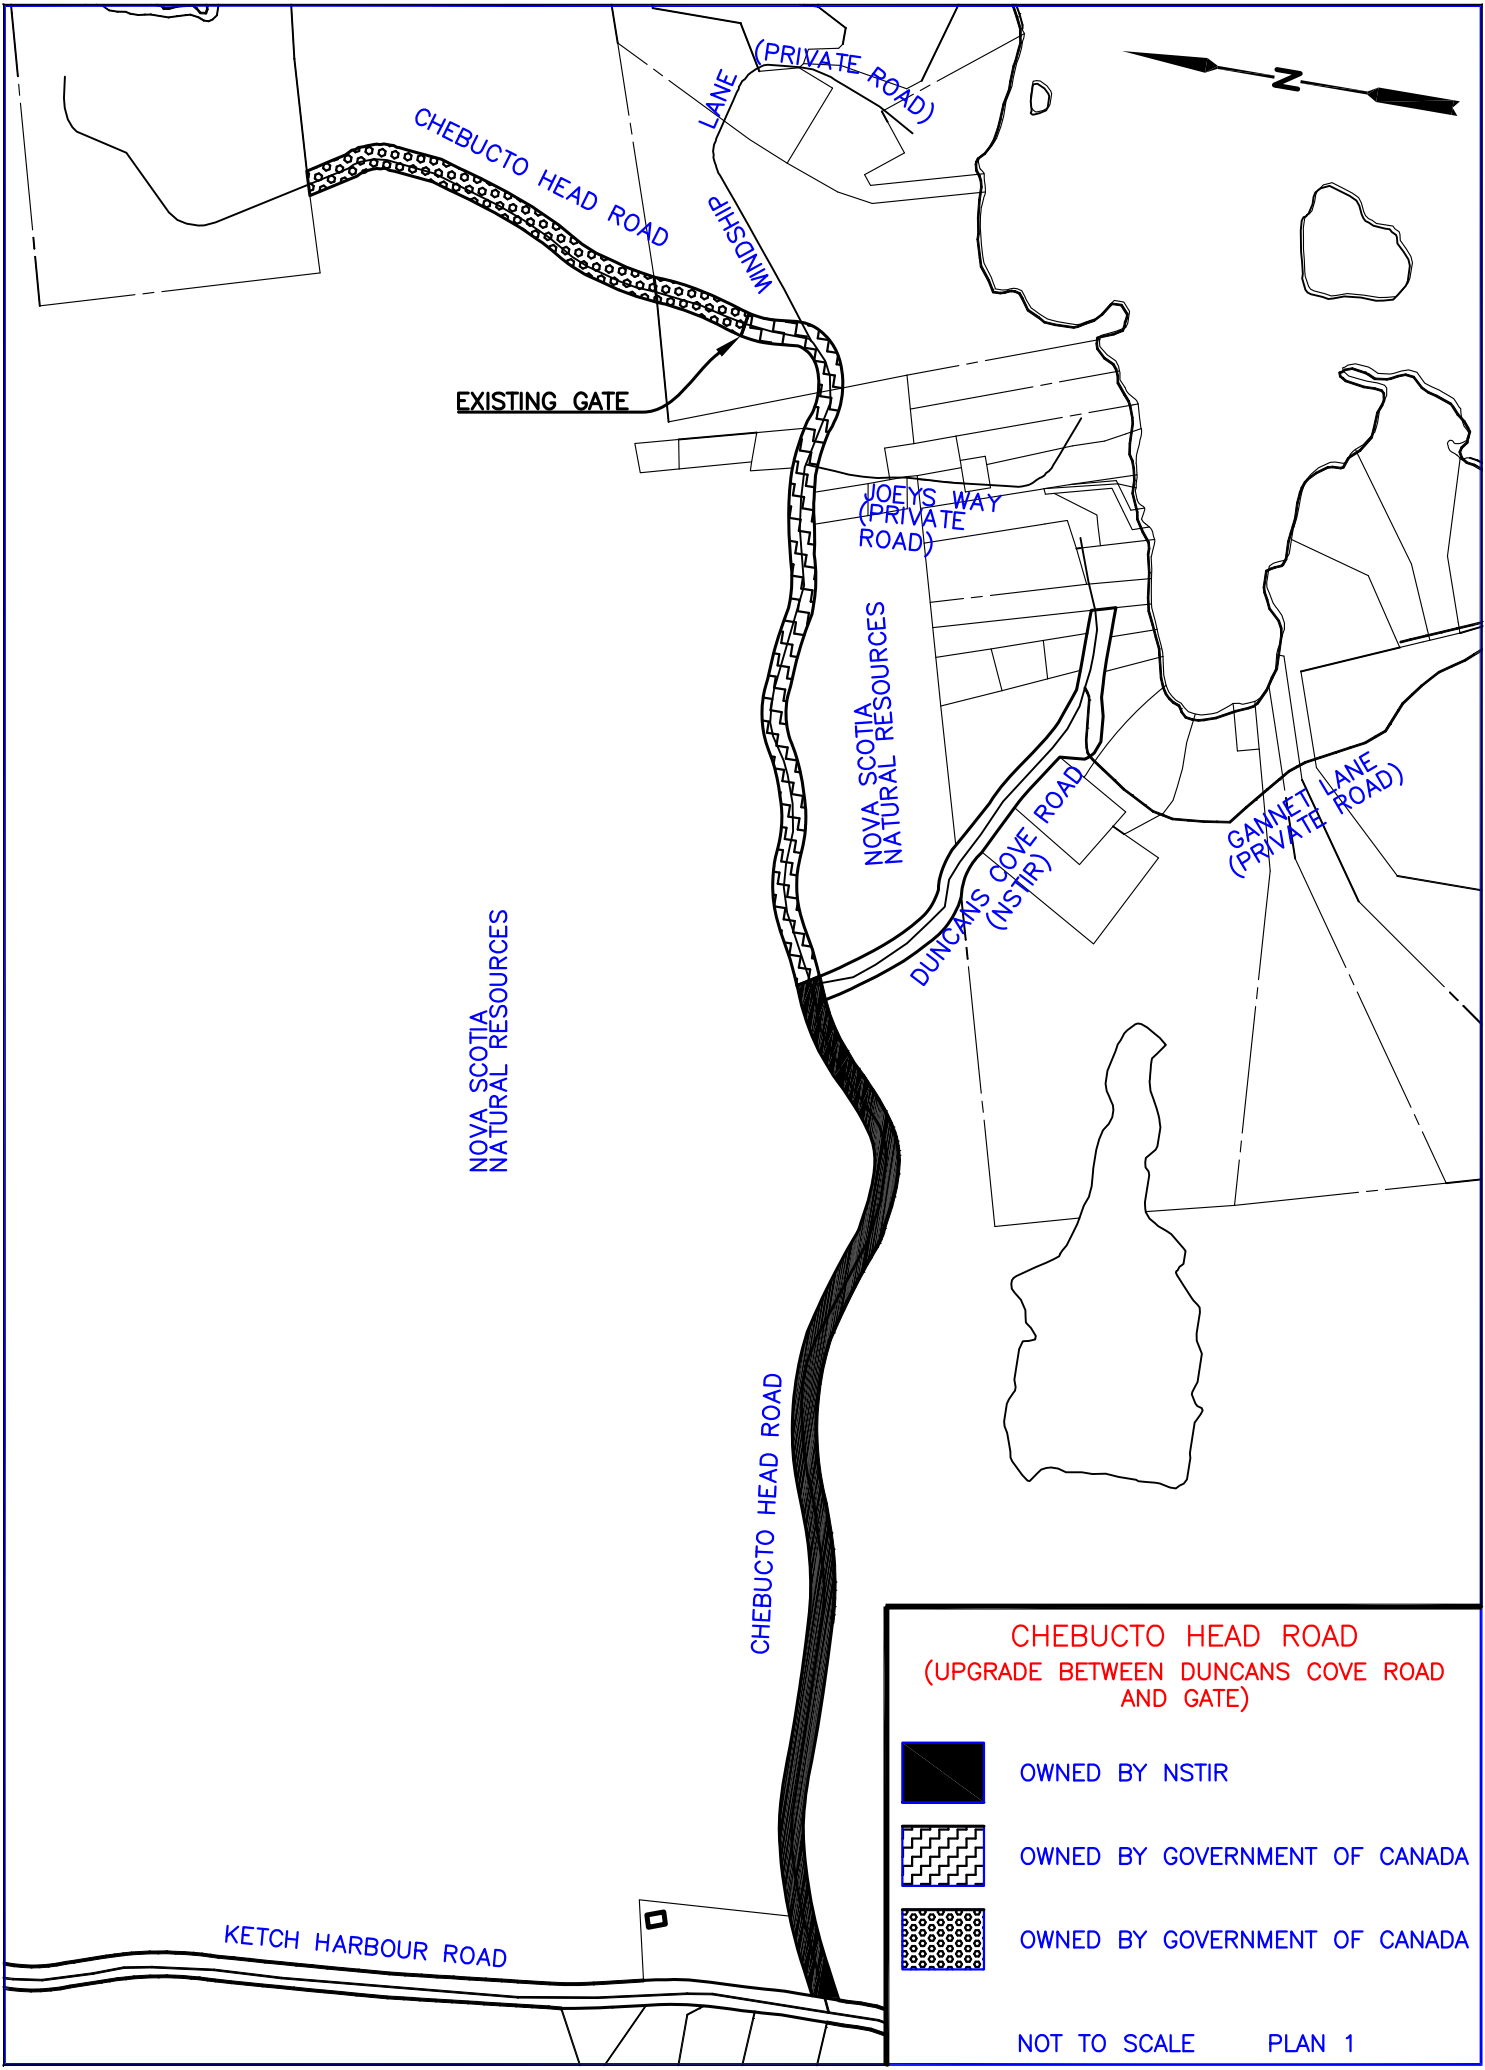 N
(PRIVATE ROAD)
LANE
WINDSHIP
CHEBUCTO HEAD ROAD
EXISTING GATE
JOEYS WAY
(PRIVATE
ROAD)
NOVA SCOTIA
NATURAL RESOURCES
GANNET LANE
(PRIVATE ROAD)
DUNCANS COVE ROAD
(NSTIR)
NOVA SCOTIA
NATURAL RESOURCES
CHEBUCTO HEAD ROAD
KETCH HARBOUR ROAD
CHEBUCTO HEAD ROAD
(UPGRADE BETWEEN DUNCANS COVE ROAD
AND GATE)
OWNED BY NSTIR
OWNED BY GOVERNMENT OF CANADA
OWNED BY GOVERNMENT OF CANADA
NOT TO SCALE PLAN 1